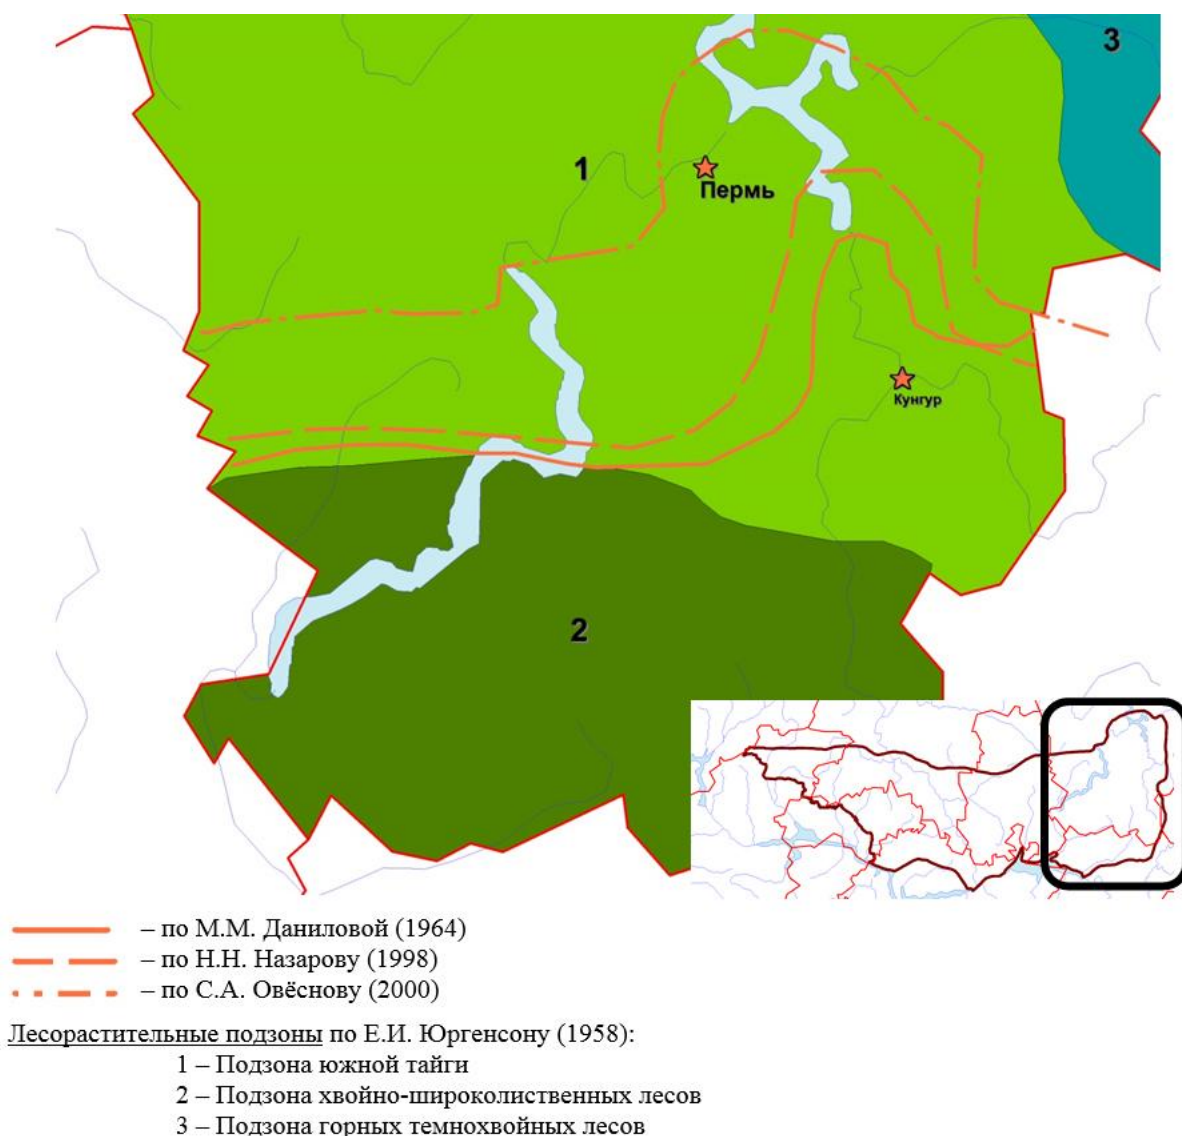 3
1
Пермь
Кунгур
2
– по М.М. Даниловой (1964)
– по Н.Н. Назарову (1998)
– по С.А. Овёснову (2000)
Лесорастительные подзоны по Е.И. Юргенсону (1958):
1 – Подзона южной тайги
2 – Подзона хвойно-широколиственных лесов
3 – Подзона горных темнохвойных лесов